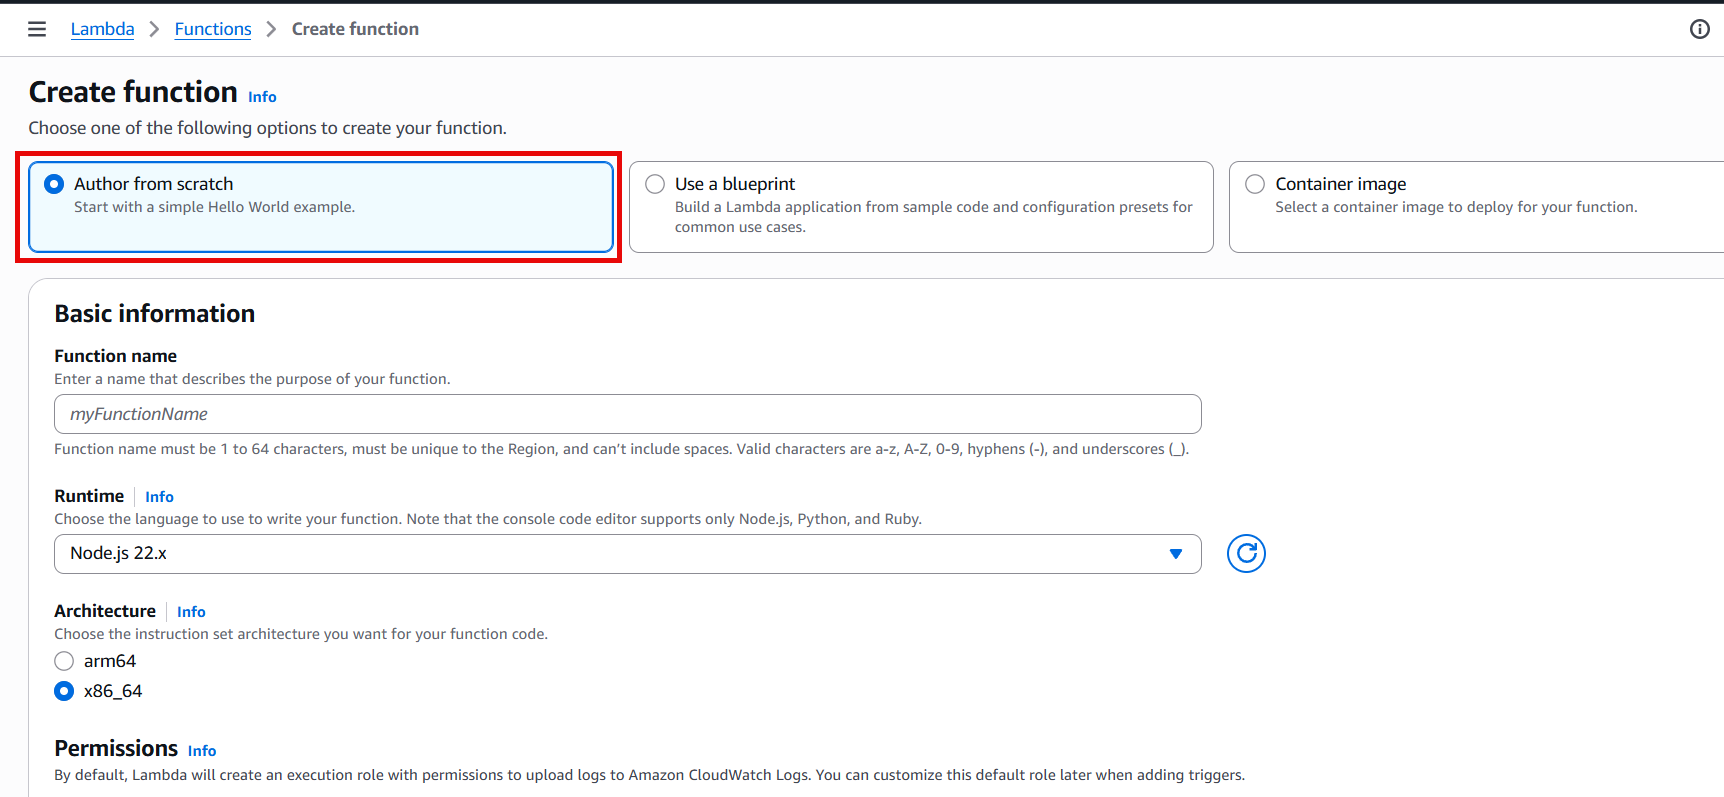 Lambda > Functions > Create function
Create function Info
Choose one of the following options to create your function.
Author from scratch
Start with a simple Hello World example.
Use a blueprint
Build a Lambda application from sample code and configuration presets for
common use cases.
Container image
Select a container image to deploy for your function.
Basic information
Function name
Enter a name that describes the purpose of your function.
myFunctionName
Function name must be 1 to 64 characters, must be unique to the Region, and can’t include spaces. Valid characters are a-z, A-Z, 0-9, hyphens (-), and underscores (_).
Runtime Info
Choose the language to use to write your function. Note that the console code editor supports only Node.js, Python, and Ruby.
Node.js 22.x
Architecture Info
Choose the instruction set architecture you want for your function code.
arm64
x86_64
Permissions Info
By default, Lambda will create an execution role with permissions to upload logs to Amazon CloudWatch Logs. You can customize this default role later when adding triggers.